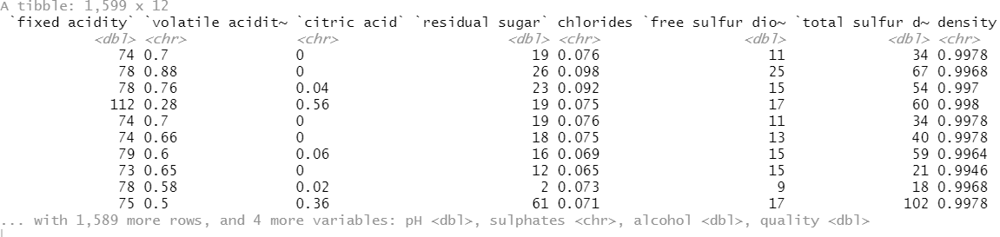 A tibble: 1,599 x 12
`fixed acidity` `volatile acidit~ `citric acid` `residual sugar` chlorides `free sulfur dio~ `total sulfur d~ density
<dbl> <chr> <chr> <dbl> <chr> <dbl> <dbl> <chr>
74 0.7 0 19 0.076 11 34 0.9978
78 0.88 0 26 0.098 25 67 0.9968
78 0.76 0.04 23 0.092 15 54 0.997
112 0.28 0.56 19 0.075 17 60 0.998
74 0.7 0 19 0.076 11 34 0.9978
74 0.66 0 18 0.075 13 40 0.9978
79 0.6 0.06 16 0.069 15 59 0.9964
73 0.65 0 12 0.065 15 21 0.9946
78 0.58 0.02 2 0.073 9 18 0.9968
75 0.5 0.36 61 0.071 17 102 0.9978
... with 1,589 more rows, and 4 more variables: pH <dbl>, sulphates <chr>, alcohol <dbl>, quality <dbl>